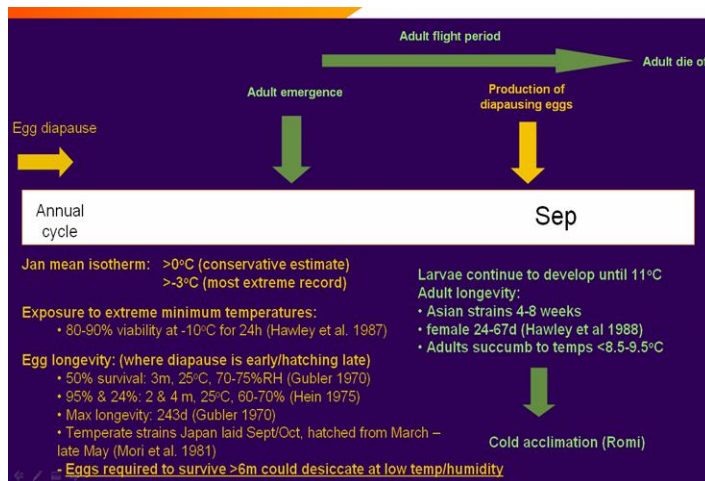 Adult flight period
Adult die of
Adult emergence
Production of
diapausing eggs
Egg diapause
Annual
cycle
Sep
Jan mean isotherm: >0°C (conservative estimate)
>-3°C (most extreme record)
Exposure to extreme minimum temperatures:
• 80-90% viability at -10°C for 24h (Hawley et al. 1987)
Egg longevity: (where diapause is early/hatching late)
• 50% survival: 3m, 25°C, 70-75%RH (Gubler 1970)
• 95% & 24%: 2 & 4 m, 25°C, 60-70% (Hein 1975)
• Max longevity: 243d (Gubler 1970)
• Temperate strains Japan laid Sept/Oct, hatched from March –
late May (Mori et al. 1981)
- Eggs required to survive >6m could desiccate at low temp/humidity
Larvae continue to develop until 11°C
Adult longevity:
• Asian strains 4-8 weeks
• female 24-67d (Hawley et al 1988)
• Adults succumb to temps <8.5-9.5°C
Cold acclimation (Romi)